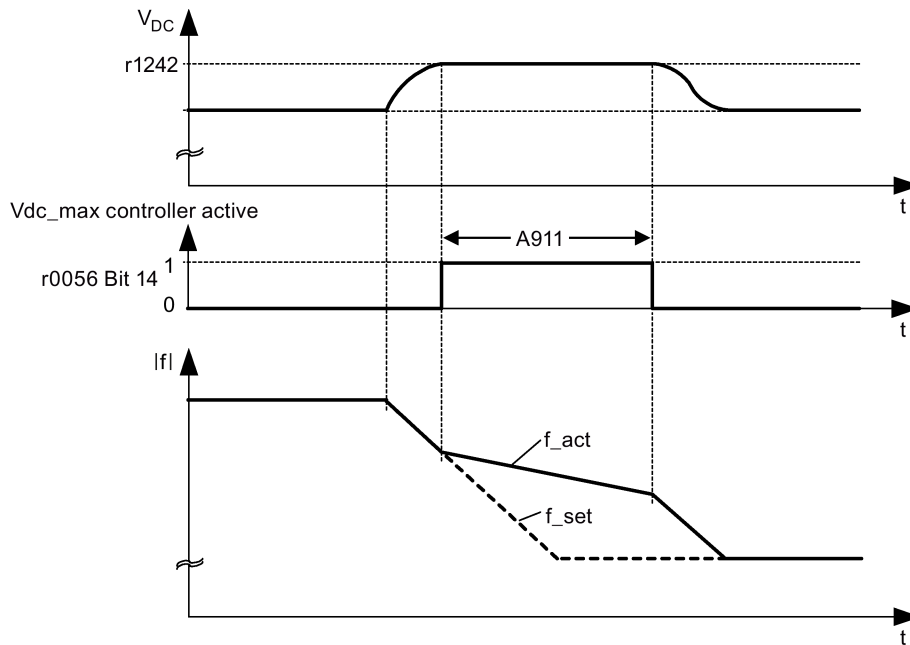 V_DC
r1242
t
Vdc_max controller active
A911
1
r0056 Bit 14
0
t
|f|
f_act
f_set
t